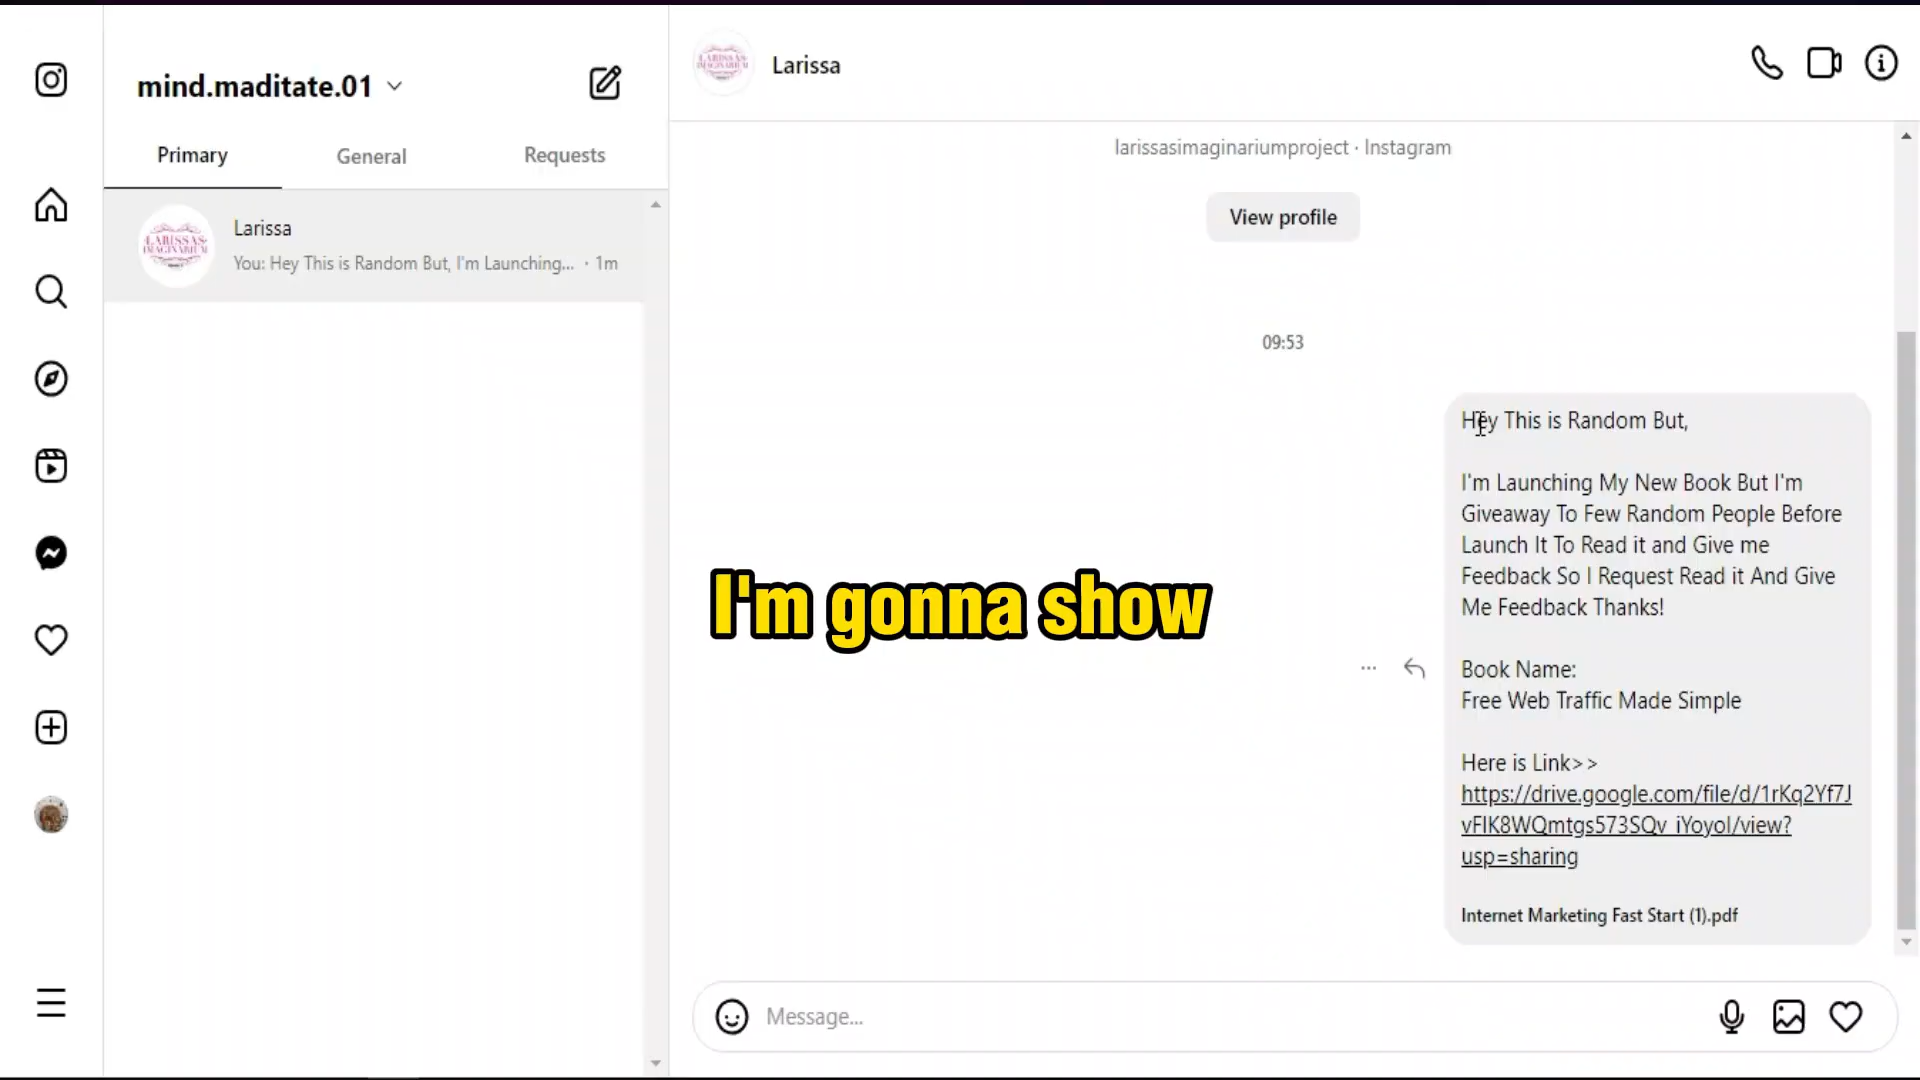 mind.maditate.01
Primary
General
Requests
Larissa
You: Hey This is Random But, I'm Launching... · 1m
LARISSAS
IMAGINARIUM
Larissa
larissasimaginariumproject · Instagram
View profile
09:53
Hey This is Random But,
I'm Launching My New Book But I'm
Giveaway To Few Random People Before
Launch It To Read it and Give me
Feedback So I Request Read it And Give
Me Feedback Thanks!
Book Name:
Free Web Traffic Made Simple
Here is Link>>
https://drive.google.com/file/d/1rKq2Yf7J
vFIK8WQmtgs573SQv_iYoyoI/view?
usp=sharing
Internet Marketing Fast Start (1).pdf
I'm gonna show
Message...